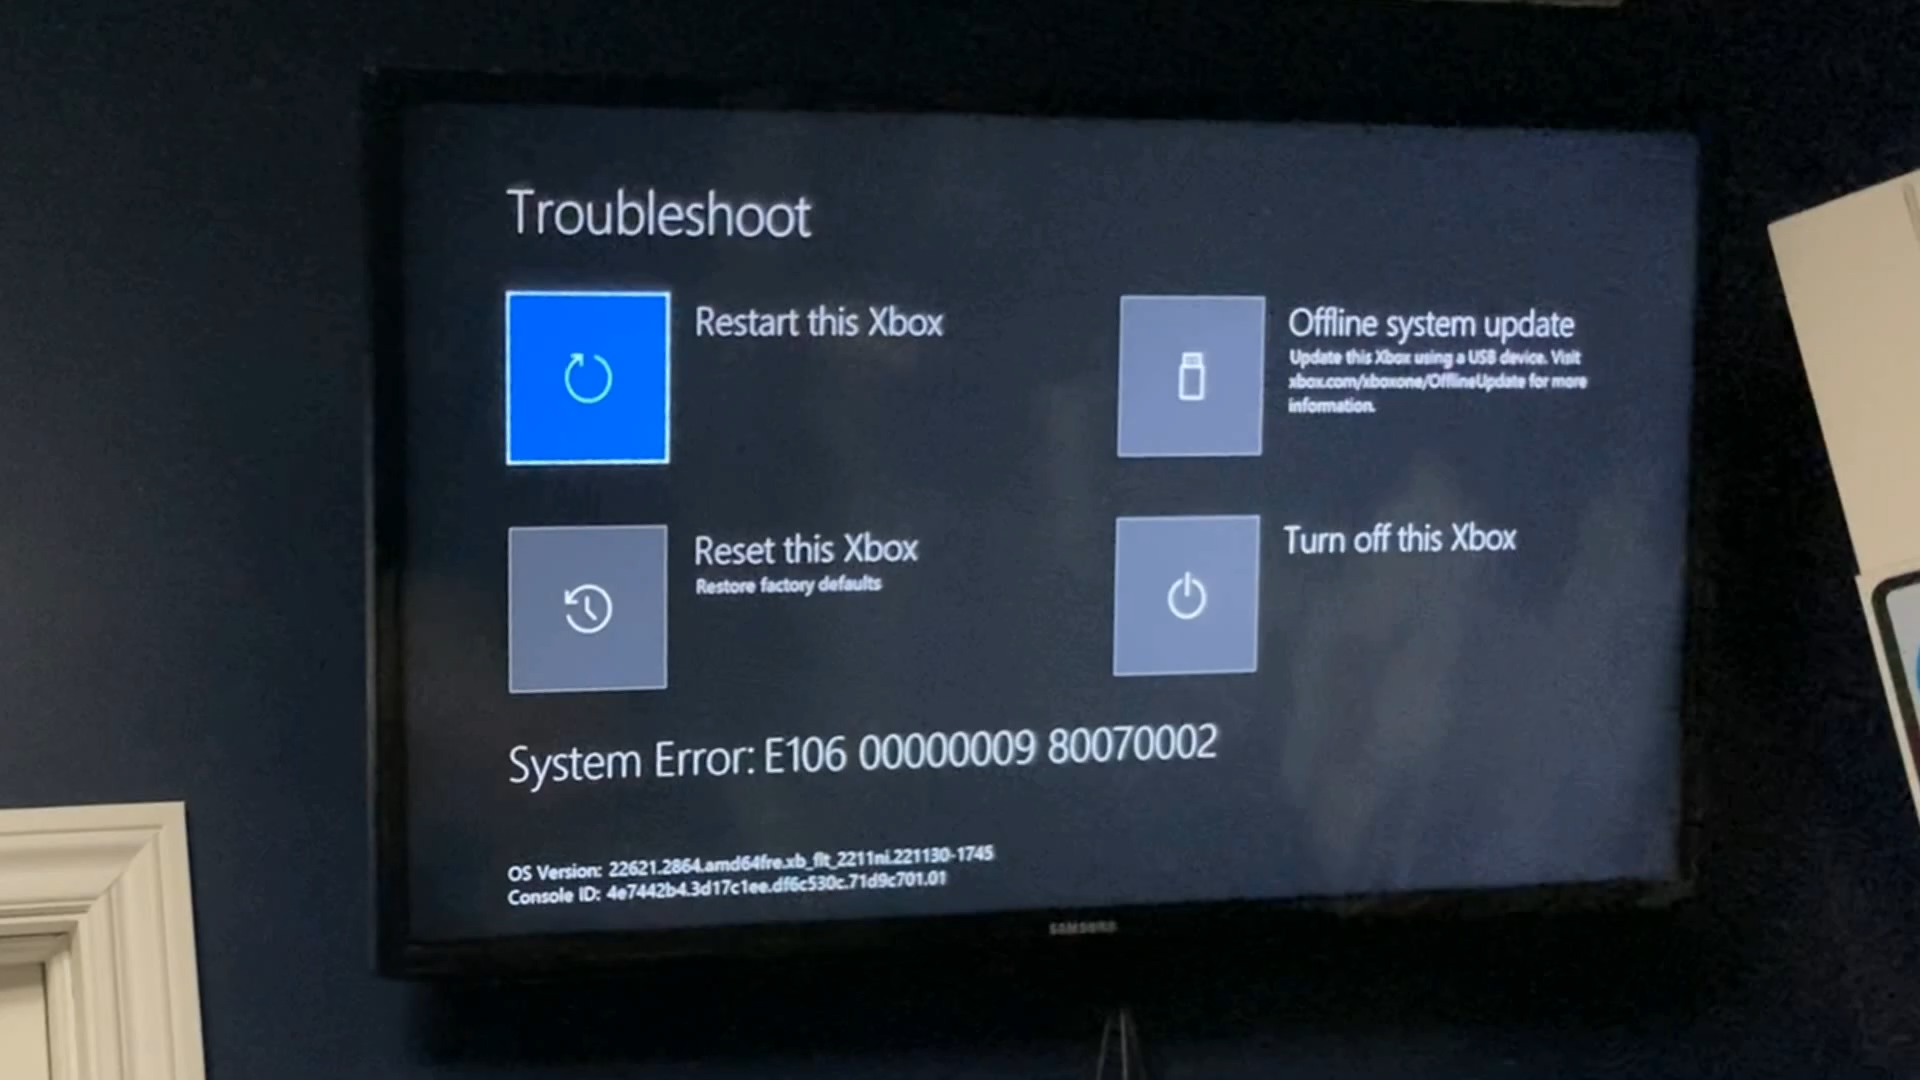 Troubleshoot
Restart this Xbox
Offline system update
Update this Xbox using a USB device. Visit
xbox.com/xboxone/OfflineUpdate for more
information.
Reset this Xbox
Restore factory defaults
Turn off this Xbox
System Error: E106 00000009 80070002
OS Version: 22621.2864.amd64fre.xb_flt_2211ni.221130-1745
Console ID: 4e7442b4.3d17c1ee.df6c530c.71d9c701.01
SAMSUNG